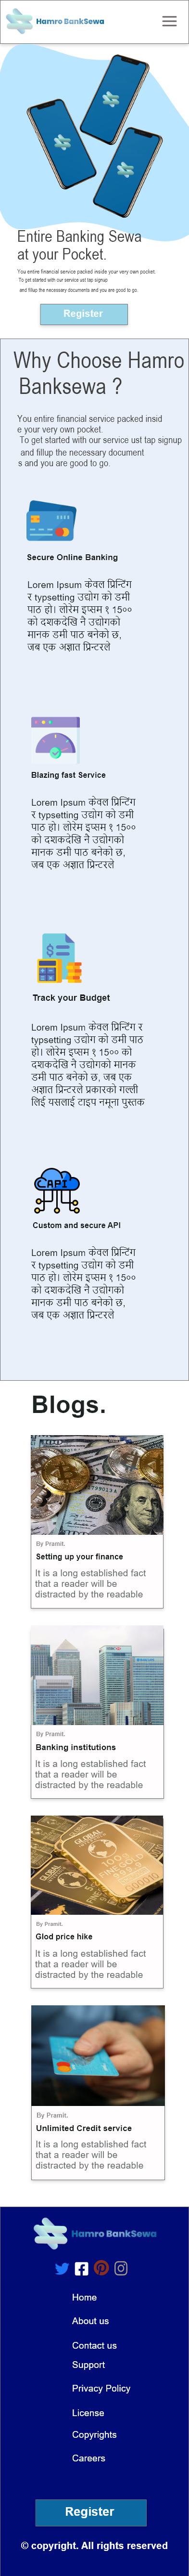 Hamro BankSewa
Entire Banking Sewa
at your Pocket.
You entire financial service packed inside your very own pocket.
To get started with our service ust tap signup
and fillup the necessary documents and you are good to go.
Register
Why Choose Hamro
Banksewa ?
You entire financial service packed insid
e your very own pocket.
To get started with our service ust tap signup
and fillup the necessary document
s and you are good to go.
Secure Online Banking
Lorem Ipsum केवल प्रिन्टिंग
र typsetting उद्योग को डमी
पाठ हो। लोरेम इप्सम १ 15००
को दशकदेखि नै उद्योगको
मानक डमी पाठ बनेको छ,
जब एक अज्ञात प्रिन्टरले
Blazing fast Service
Lorem Ipsum केवल प्रिन्टिंग
र typsetting उद्योग को डमी
पाठ हो। लोरेम इप्सम १ 15००
को दशकदेखि नै उद्योगको
मानक डमी पाठ बनेको छ,
जब एक अज्ञात प्रिन्टरले
Track your Budget
Lorem Ipsum केवल प्रिन्टिंग र
typsetting उद्योग को डमी पाठ
हो। लोरेम इप्सम १ 15०० को
दशकदेखि नै उद्योगको मानक
डमी पाठ बनेको छ, जब एक
अज्ञात प्रिन्टरले प्रकारको गल्ली
लिई यसलाई टाइप नमूना पुस्तक
API
Custom and secure API
Lorem Ipsum केवल प्रिन्टिंग
र typsetting उद्योग को डमी
पाठ हो। लोरेम इप्सम १ 15००
को दशकदेखि नै उद्योगको
मानक डमी पाठ बनेको छ,
जब एक अज्ञात प्रिन्टरले
Blogs.
By Pramit.
Setting up your finance
It is a long established fact
that a reader will be
distracted by the readable
By Pramit.
Banking institutions
It is a long established fact
that a reader will be
distracted by the readable
By Pramit.
Glod price hike
It is a long established fact
that a reader will be
distracted by the readable
By Pramit.
Unlimited Credit service
It is a long established fact
that a reader will be
distracted by the readable
Hamro BankSewa
Home
About us
Contact us
Support
Privacy Policy
License
Copyrights
Careers
Register
© copyright. All rights reserved